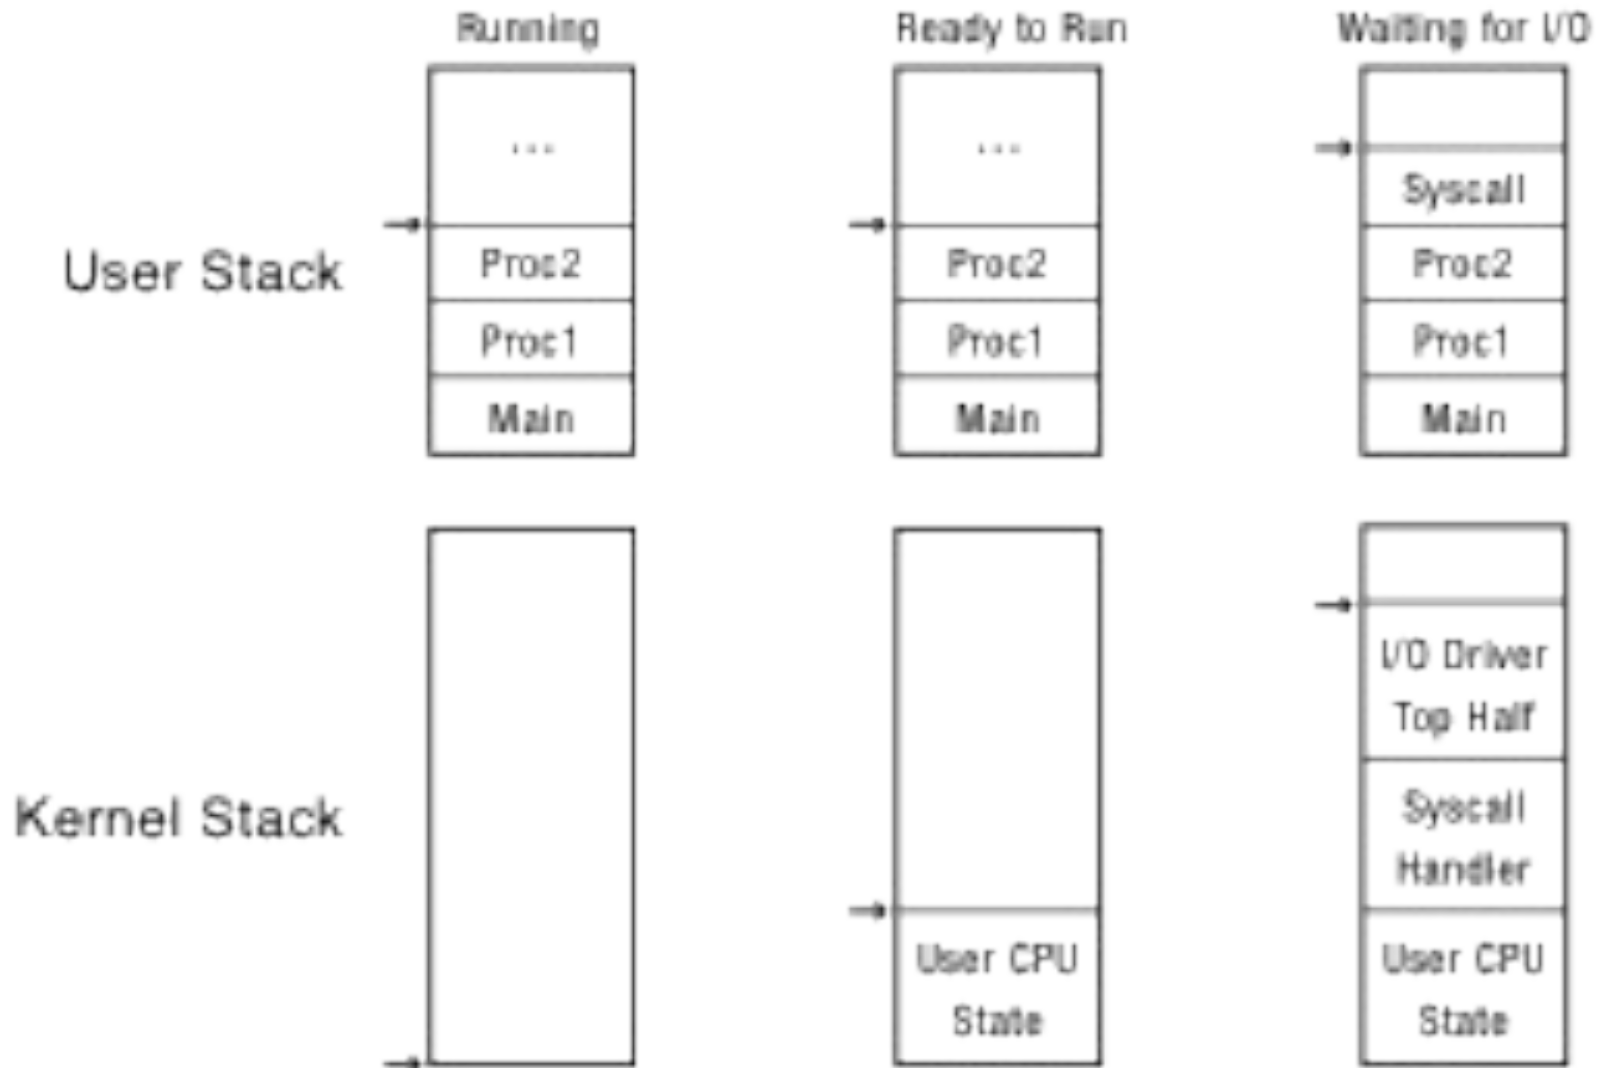 Running
Ready to Run
Waiting for I/O
User Stack
...
Proc2
Proc1
Main
...
Proc2
Proc1
Main
Syscall
Proc2
Proc1
Main
Kernel Stack
User CPU
State
I/O Driver
Top Half
Syscall
Handler
User CPU
State